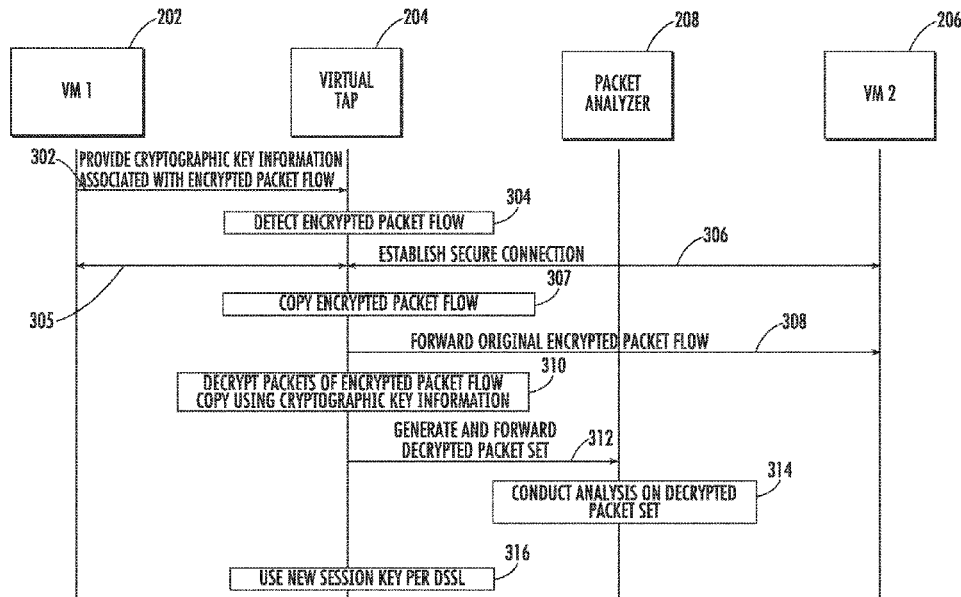 202
204
208
206
VM 1
VIRTUAL
TAP
PACKET
ANALYZER
VM 2
302
PROVIDE CRYPTOGRAPHIC KEY INFORMATION
ASSOCIATED WITH ENCRYPTED PACKET FLOW
DETECT ENCRYPTED PACKET FLOW
304
ESTABLISH SECURE CONNECTION
306
305
COPY ENCRYPTED PACKET FLOW
307
FORWARD ORIGINAL ENCRYPTED PACKET FLOW
308
DECRYPT PACKETS OF ENCRYPTED PACKET FLOW
COPY USING CRYPTOGRAPHIC KEY INFORMATION
310
GENERATE AND FORWARD
DECRYPTED PACKET SET
312
CONDUCT ANALYSIS ON DECRYPTED
PACKET SET
314
USE NEW SESSION KEY PER DSSL
316